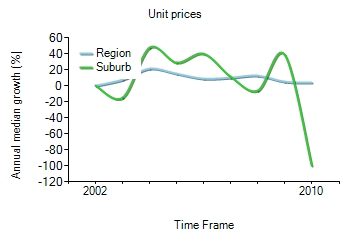 Unit prices
Annual median growth (%|
60
40
20
0
-20
-40
-60
-80
-100
-120
Region
Suburb
2002
2010
Time Frame